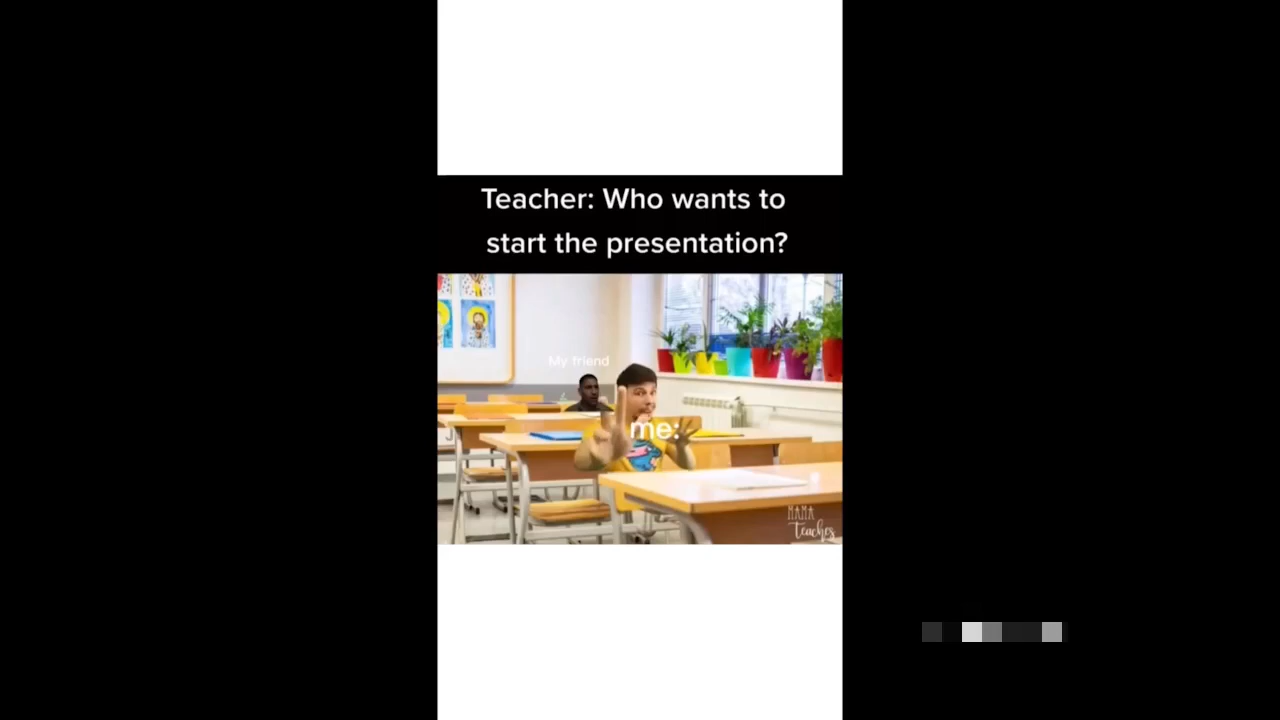 Teacher: Who wants to
start the presentation?
My friend
me:
MAMA
Teaches